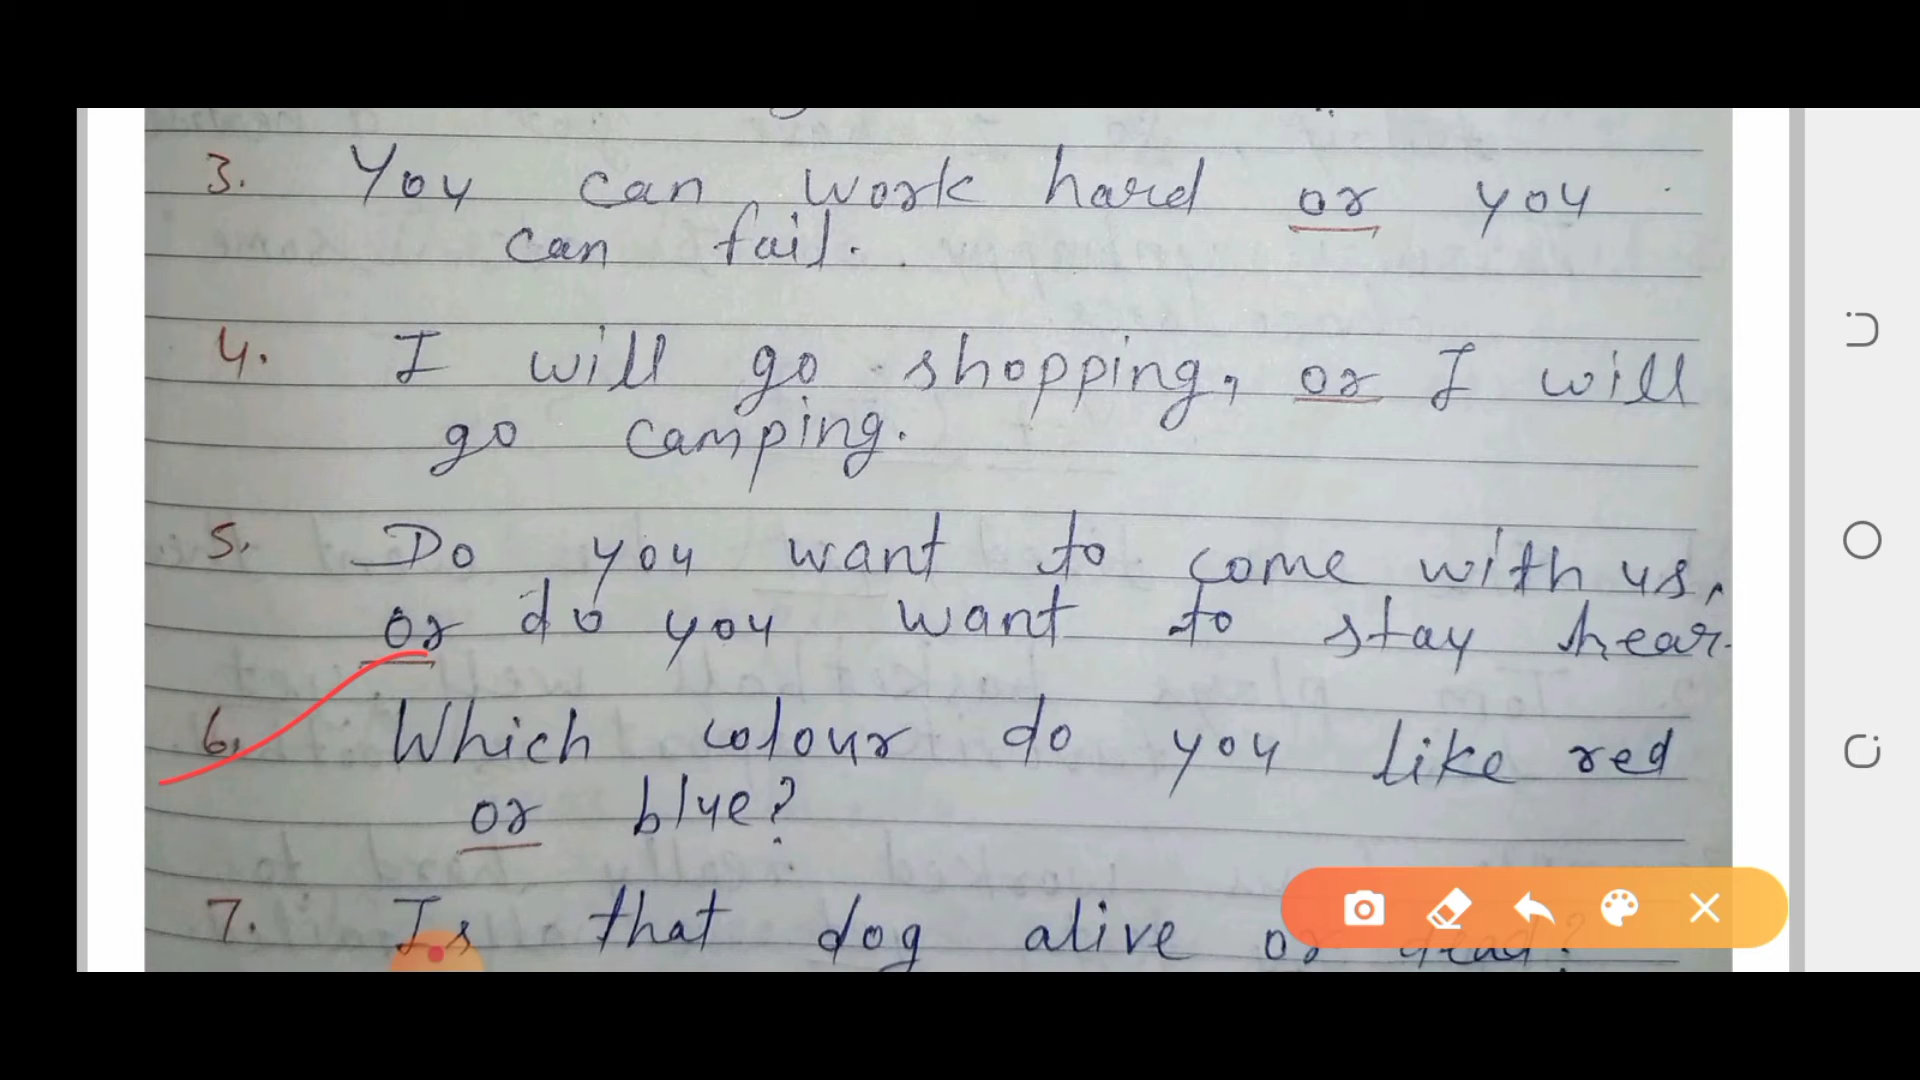 3. You can work hard or you
can fail.
4. I will go shopping, or I will
go camping.
5. Do you want to come with us,
or do you want to stay hear.
6. Which colour do you like red
or blue?
7. Is that dog alive or dead?